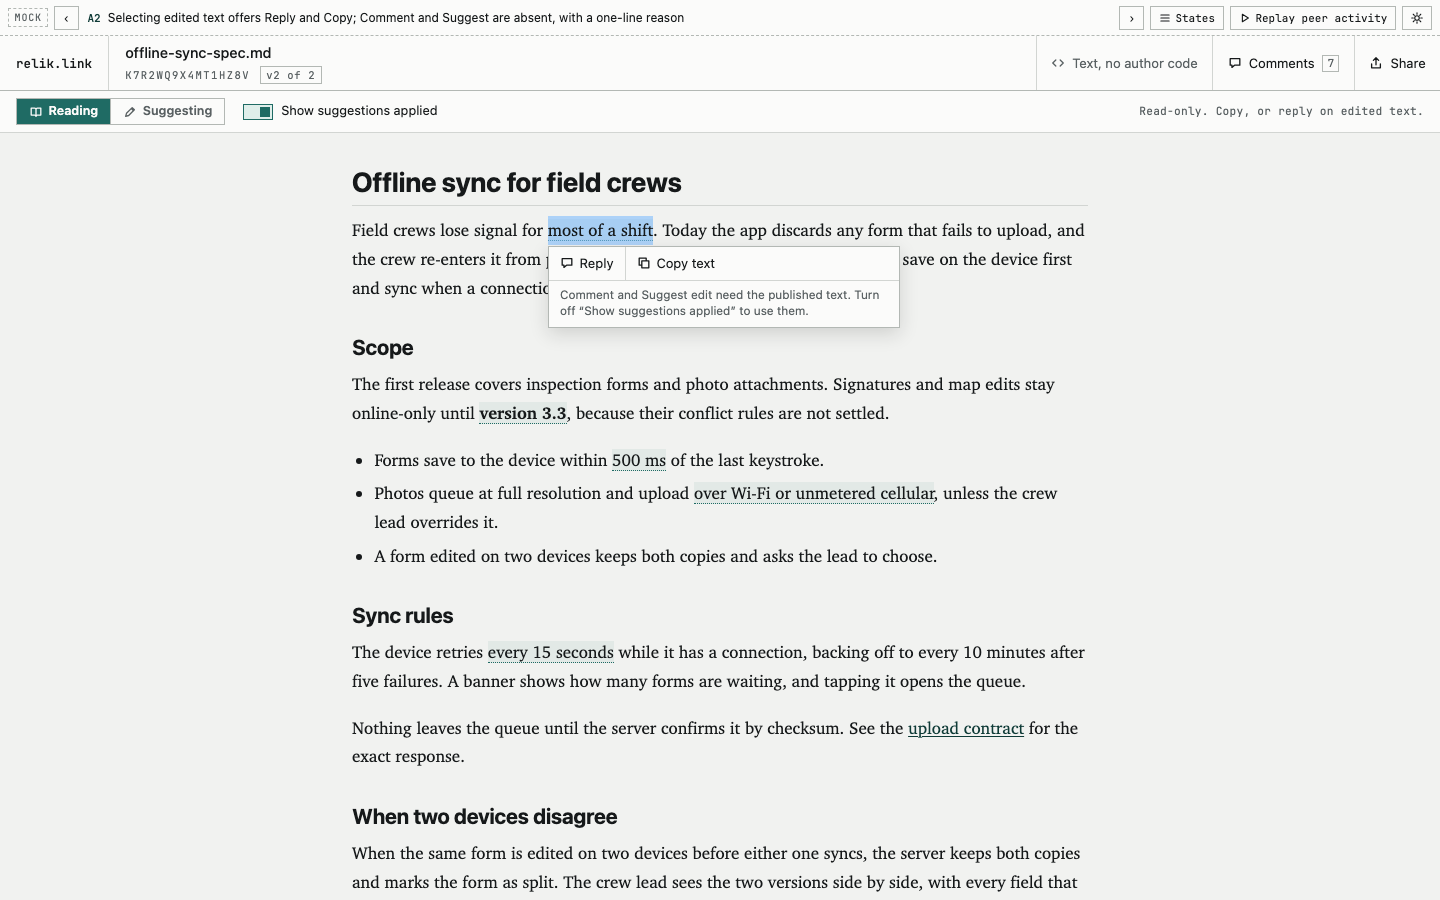 MOCK ‹ A2 Selecting edited text offers Reply and Copy; Comment and Suggest are absent, with a one-line reason › States Replay peer activity
relik.link offline-sync-spec.md Text, no author code Comments 7 Share
K7R2WQ9X4MT1HZ8V v2 of 2
Reading Suggesting Show suggestions applied Read-only. Copy, or reply on edited text.
Offline sync for field crews
Field crews lose signal for most of a shift. Today the app discards any form that fails to upload, and
the crew re-enters it from save on the device first
Reply Copy text
and sync when a connectio
Comment and Suggest edit need the published text. Turn
off “Show suggestions applied” to use them.
Scope
The first release covers inspection forms and photo attachments. Signatures and map edits stay
online-only until version 3.3, because their conflict rules are not settled.
• Forms save to the device within 500 ms of the last keystroke.
• Photos queue at full resolution and upload over Wi-Fi or unmetered cellular, unless the crew
lead overrides it.
• A form edited on two devices keeps both copies and asks the lead to choose.
Sync rules
The device retries every 15 seconds while it has a connection, backing off to every 10 minutes after
five failures. A banner shows how many forms are waiting, and tapping it opens the queue.
Nothing leaves the queue until the server confirms it by checksum. See the upload contract for the
exact response.
When two devices disagree
When the same form is edited on two devices before either one syncs, the server keeps both copies
and marks the form as split. The crew lead sees the two versions side by side, with every field that